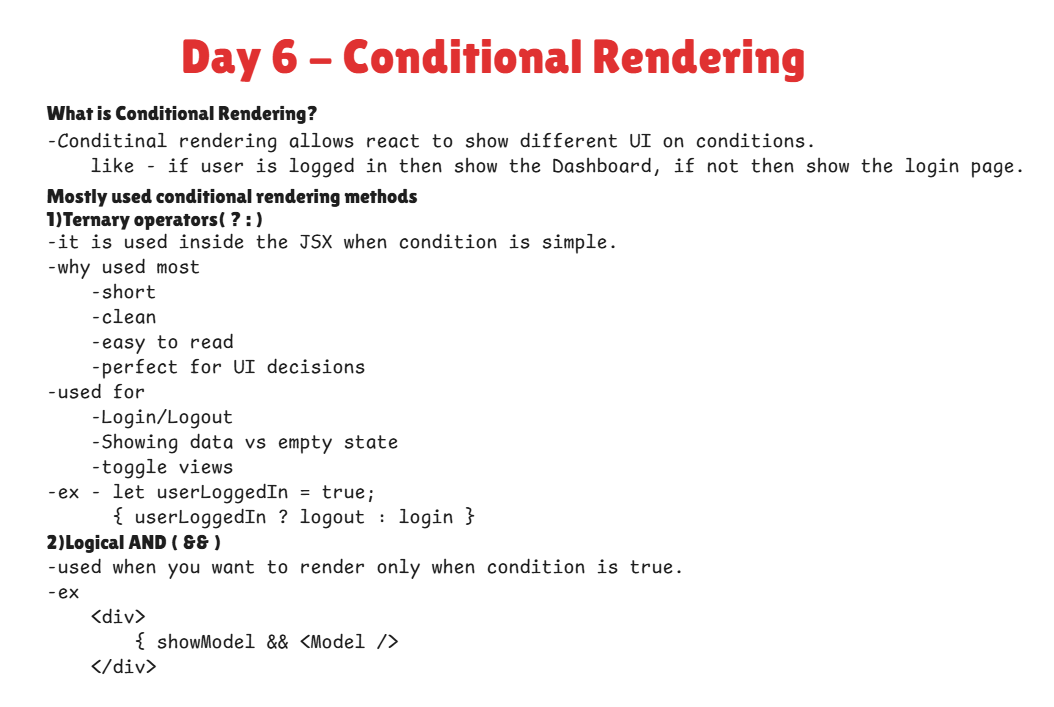 Day 6 – Conditional Rendering
What is Conditional Rendering?
-Conditinal rendering allows react to show different UI on conditions.
like - if user is logged in then show the Dashboard, if not then show the login page.
Mostly used conditional rendering methods
1)Ternary operators( ? : )
-it is used inside the JSX when condition is simple.
-why used most
-short
-clean
-easy to read
-perfect for UI decisions
-used for
-Login/Logout
-Showing data vs empty state
-toggle views
-ex - let userLoggedIn = true;
{ userLoggedIn ? logout : login }
2)Logical AND ( && )
-used when you want to render only when condition is true.
-ex
<div>
{ showModel && <Model />
</div>